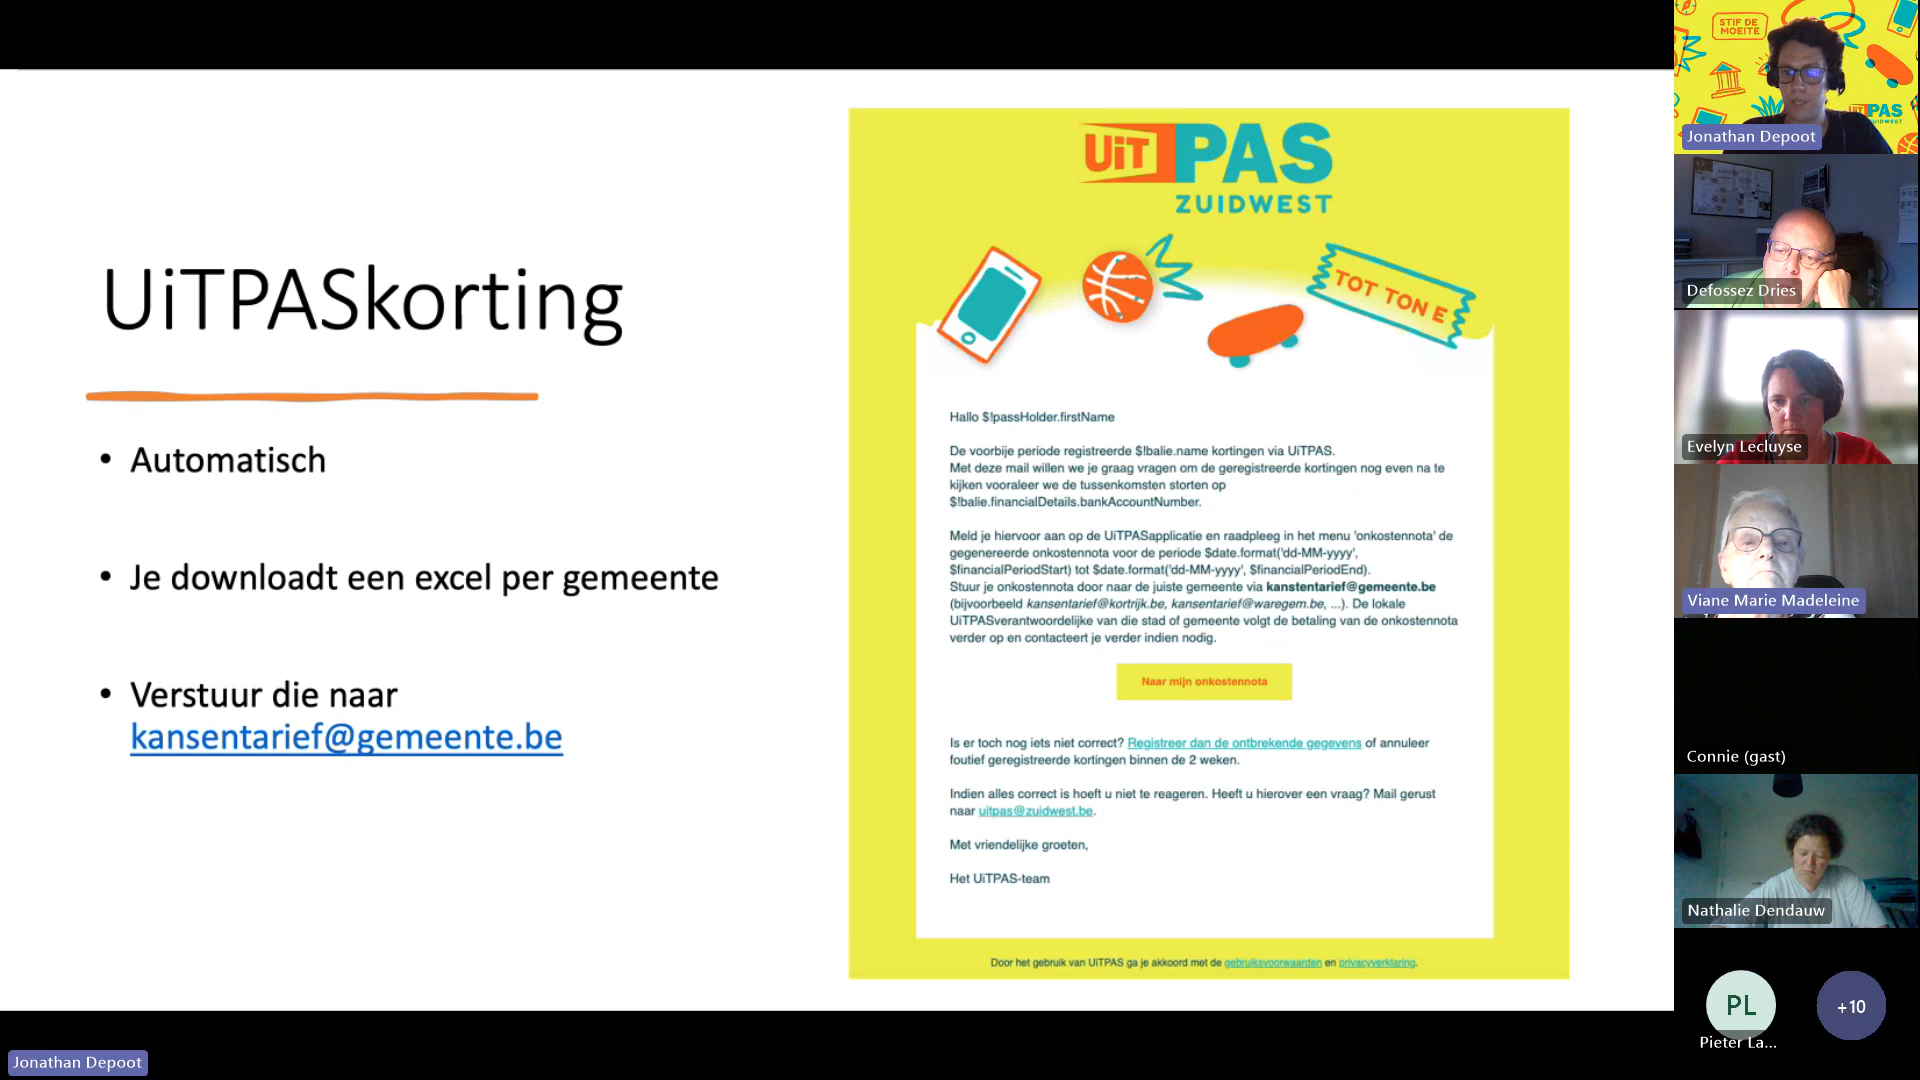 UiTPASkorting
• Automatisch
• Je downloadt een excel per gemeente
• Verstuur die naar
kansentarief@gemeente.be
UiT PAS
ZUIDWEST
TOT TON E
Hallo $!passHolder.firstName
De voorbije periode registreerde $!balie.name kortingen via UiTPAS.
Met deze mail willen we je graag vragen om de geregistreerde kortingen nog even na te
kijken vooraleer we de tussenkomsten storten op
$!balie.financialDetails.bankAccountNumber.
Meld je hiervoor aan op de UiTPASapplicatie en raadpleeg in het menu 'onkostennota' de
gegenereerde onkostennota voor de periode $date.format('dd-MM-yyyy',
$financialPeriodStart) tot $date.format('dd-MM-yyyy', $financialPeriodEnd).
Stuur je onkostennota door naar de juiste gemeente via kanstentarief@gemeente.be
(bijvoorbeeld kansentarief@kortrijk.be, kansentarief@waregem.be, ...). De lokale
UiTPASverantwoordelijke van die stad of gemeente volgt de betaling van de onkostennota
verder op en contacteert je verder indien nodig.
Naar mijn onkostennota
Is er toch nog iets niet correct? Registreer dan de ontbrekende gegevens of annuleer
foutief geregistreerde kortingen binnen de 2 weken.
Indien alles correct is hoeft u niet te reageren. Heeft u hierover een vraag? Mail gerust
naar uitpas@zuidwest.be.
Met vriendelijke groeten,
Het UiTPAS-team
Door het gebruik van UiTPAS ga je akkoord met de gebruiksvoorwaarden en privacyverklaring.
STIF DE
MOEITE
UiT PAS
ZUIDWEST
Jonathan Depoot
Defossez Dries
Evelyn Lecluyse
Viane Marie Madeleine
Connie (gast)
Nathalie Dendauw
PL
+10
Pieter La...
Jonathan Depoot